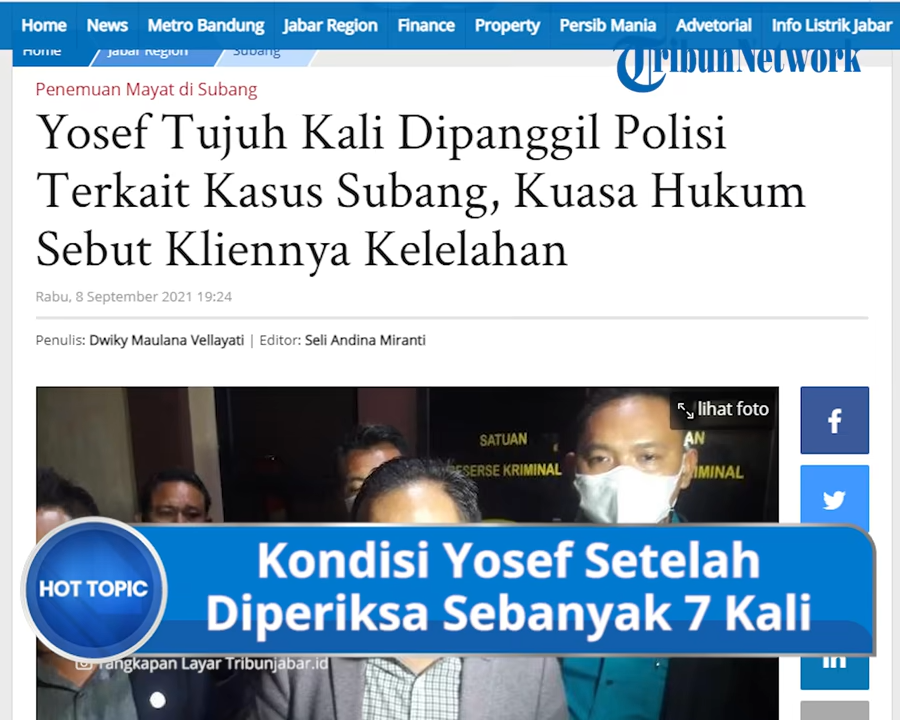 Home News Metro Bandung Jabar Region Finance Property Persib Mania Advetorial Info Listrik Jabar
Home Jabar Region Subang
TribunNetwork
Penemuan Mayat di Subang
Yosef Tujuh Kali Dipanggil Polisi
Terkait Kasus Subang, Kuasa Hukum
Sebut Kliennya Kelelahan
Rabu, 8 September 2021 19:24
Penulis: Dwiky Maulana Vellayati | Editor: Seli Andina Miranti
lihat foto
SATUAN
RESERSE KRIMINAL
HOT TOPIC
Kondisi Yosef Setelah
Diperiksa Sebanyak 7 Kali
Tangkapan Layar Tribunjabar.id